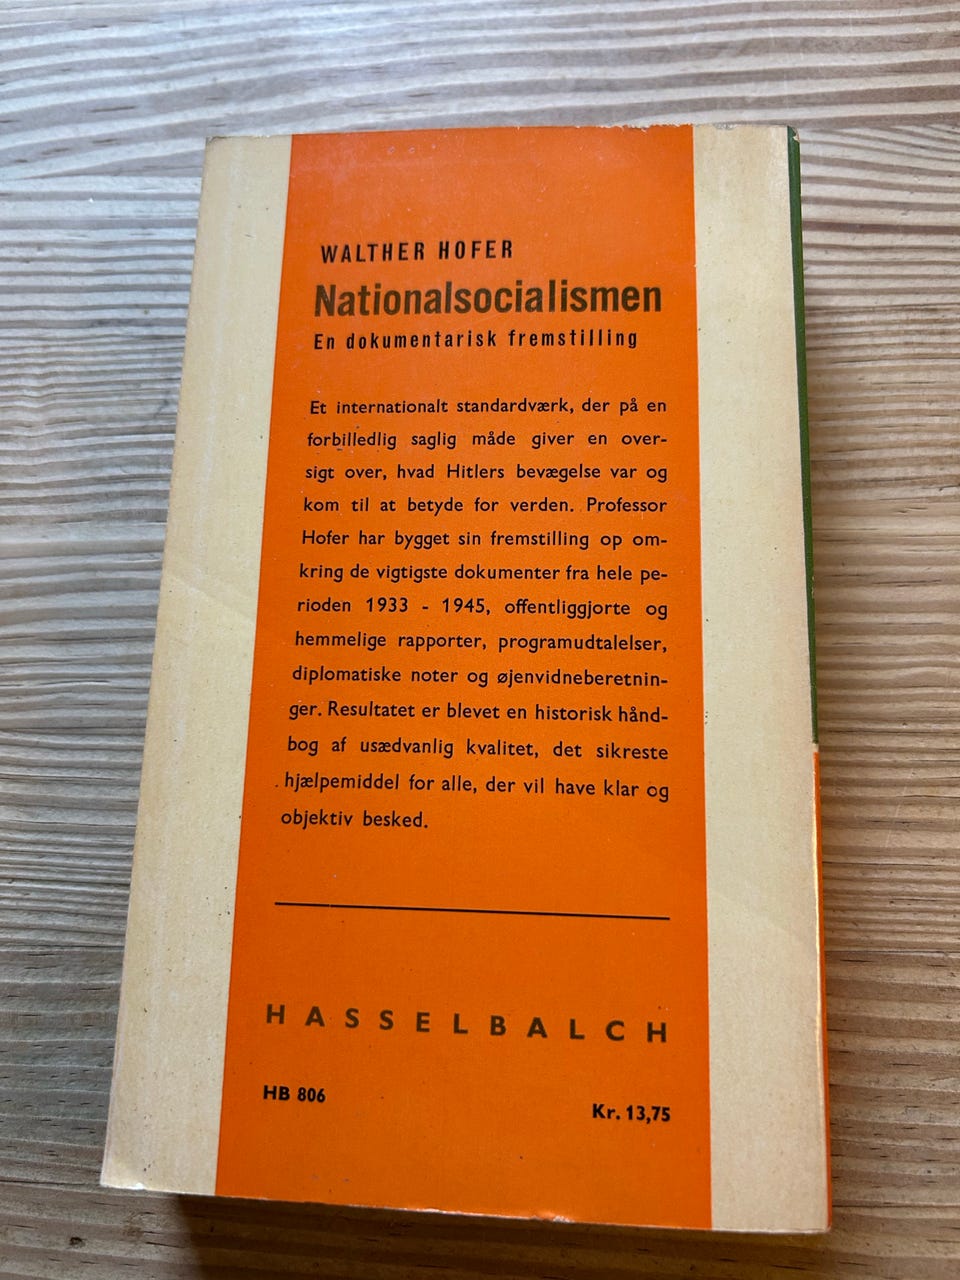 WALTHER HOFER
Nationalsocialismen
En dokumentarisk fremstilling
Et internationalt standardværk, der på en
forbilledlig saglig måde giver en over-
sigt over, hvad Hitlers bevægelse var og
kom til at betyde for verden. Professor
Hofer har bygget sin fremstilling op om-
kring de vigtigste dokumenter fra hele pe-
rioden 1933 - 1945, offentliggjorte og
hemmelige rapporter, programudtalelser,
diplomatiske noter og øjenvidneberetnin-
ger. Resultatet er blevet en historisk hånd-
bog af usædvanlig kvalitet, det sikreste
hjælpemiddel for alle, der vil have klar og
objektiv besked.
HASSELBALCH
HB 806
Kr. 13,75